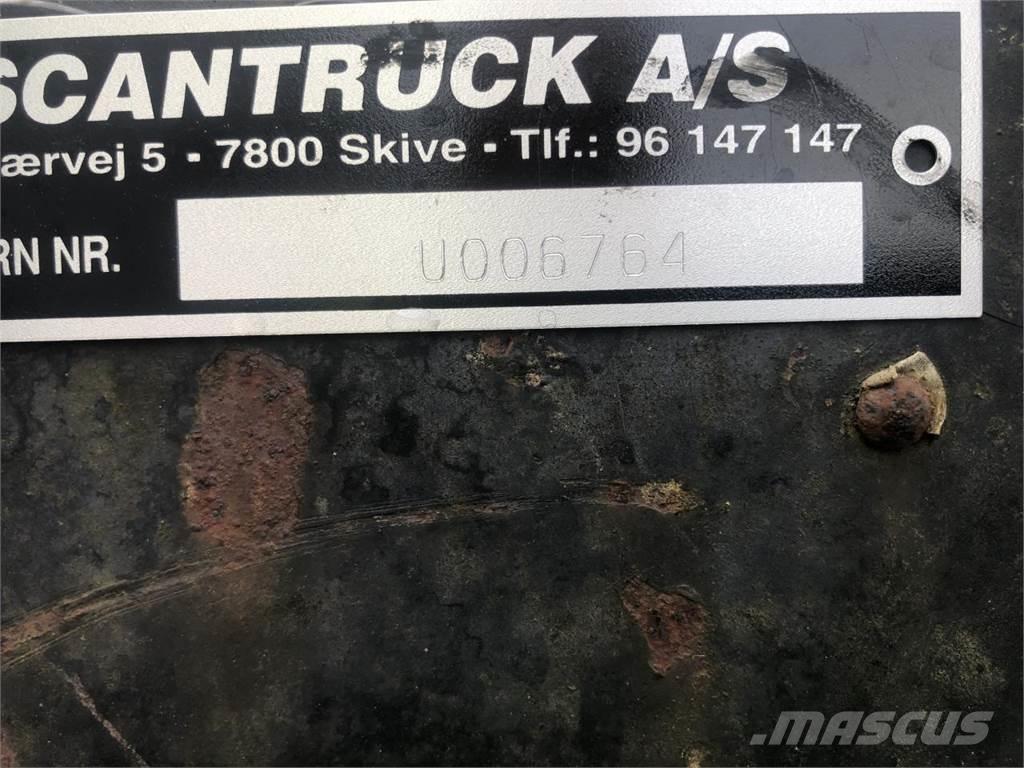 SCANTRUCK A/S
ærvej 5 - 7800 Skive - Tlf.: 96 147 147
RN NR. U006764
MASCUS